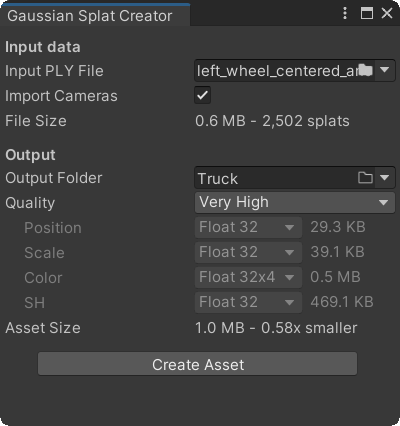 Gaussian Splat Creator
Input data
Input PLY File left_wheel_centered_a
Import Cameras
File Size 0.6 MB - 2,502 splats
Output
Output Folder Truck
Quality Very High
Position Float 32 29.3 KB
Scale Float 32 39.1 KB
Color Float 32x4 0.5 MB
SH Float 32 469.1 KB
Asset Size 1.0 MB - 0.58x smaller
Create Asset